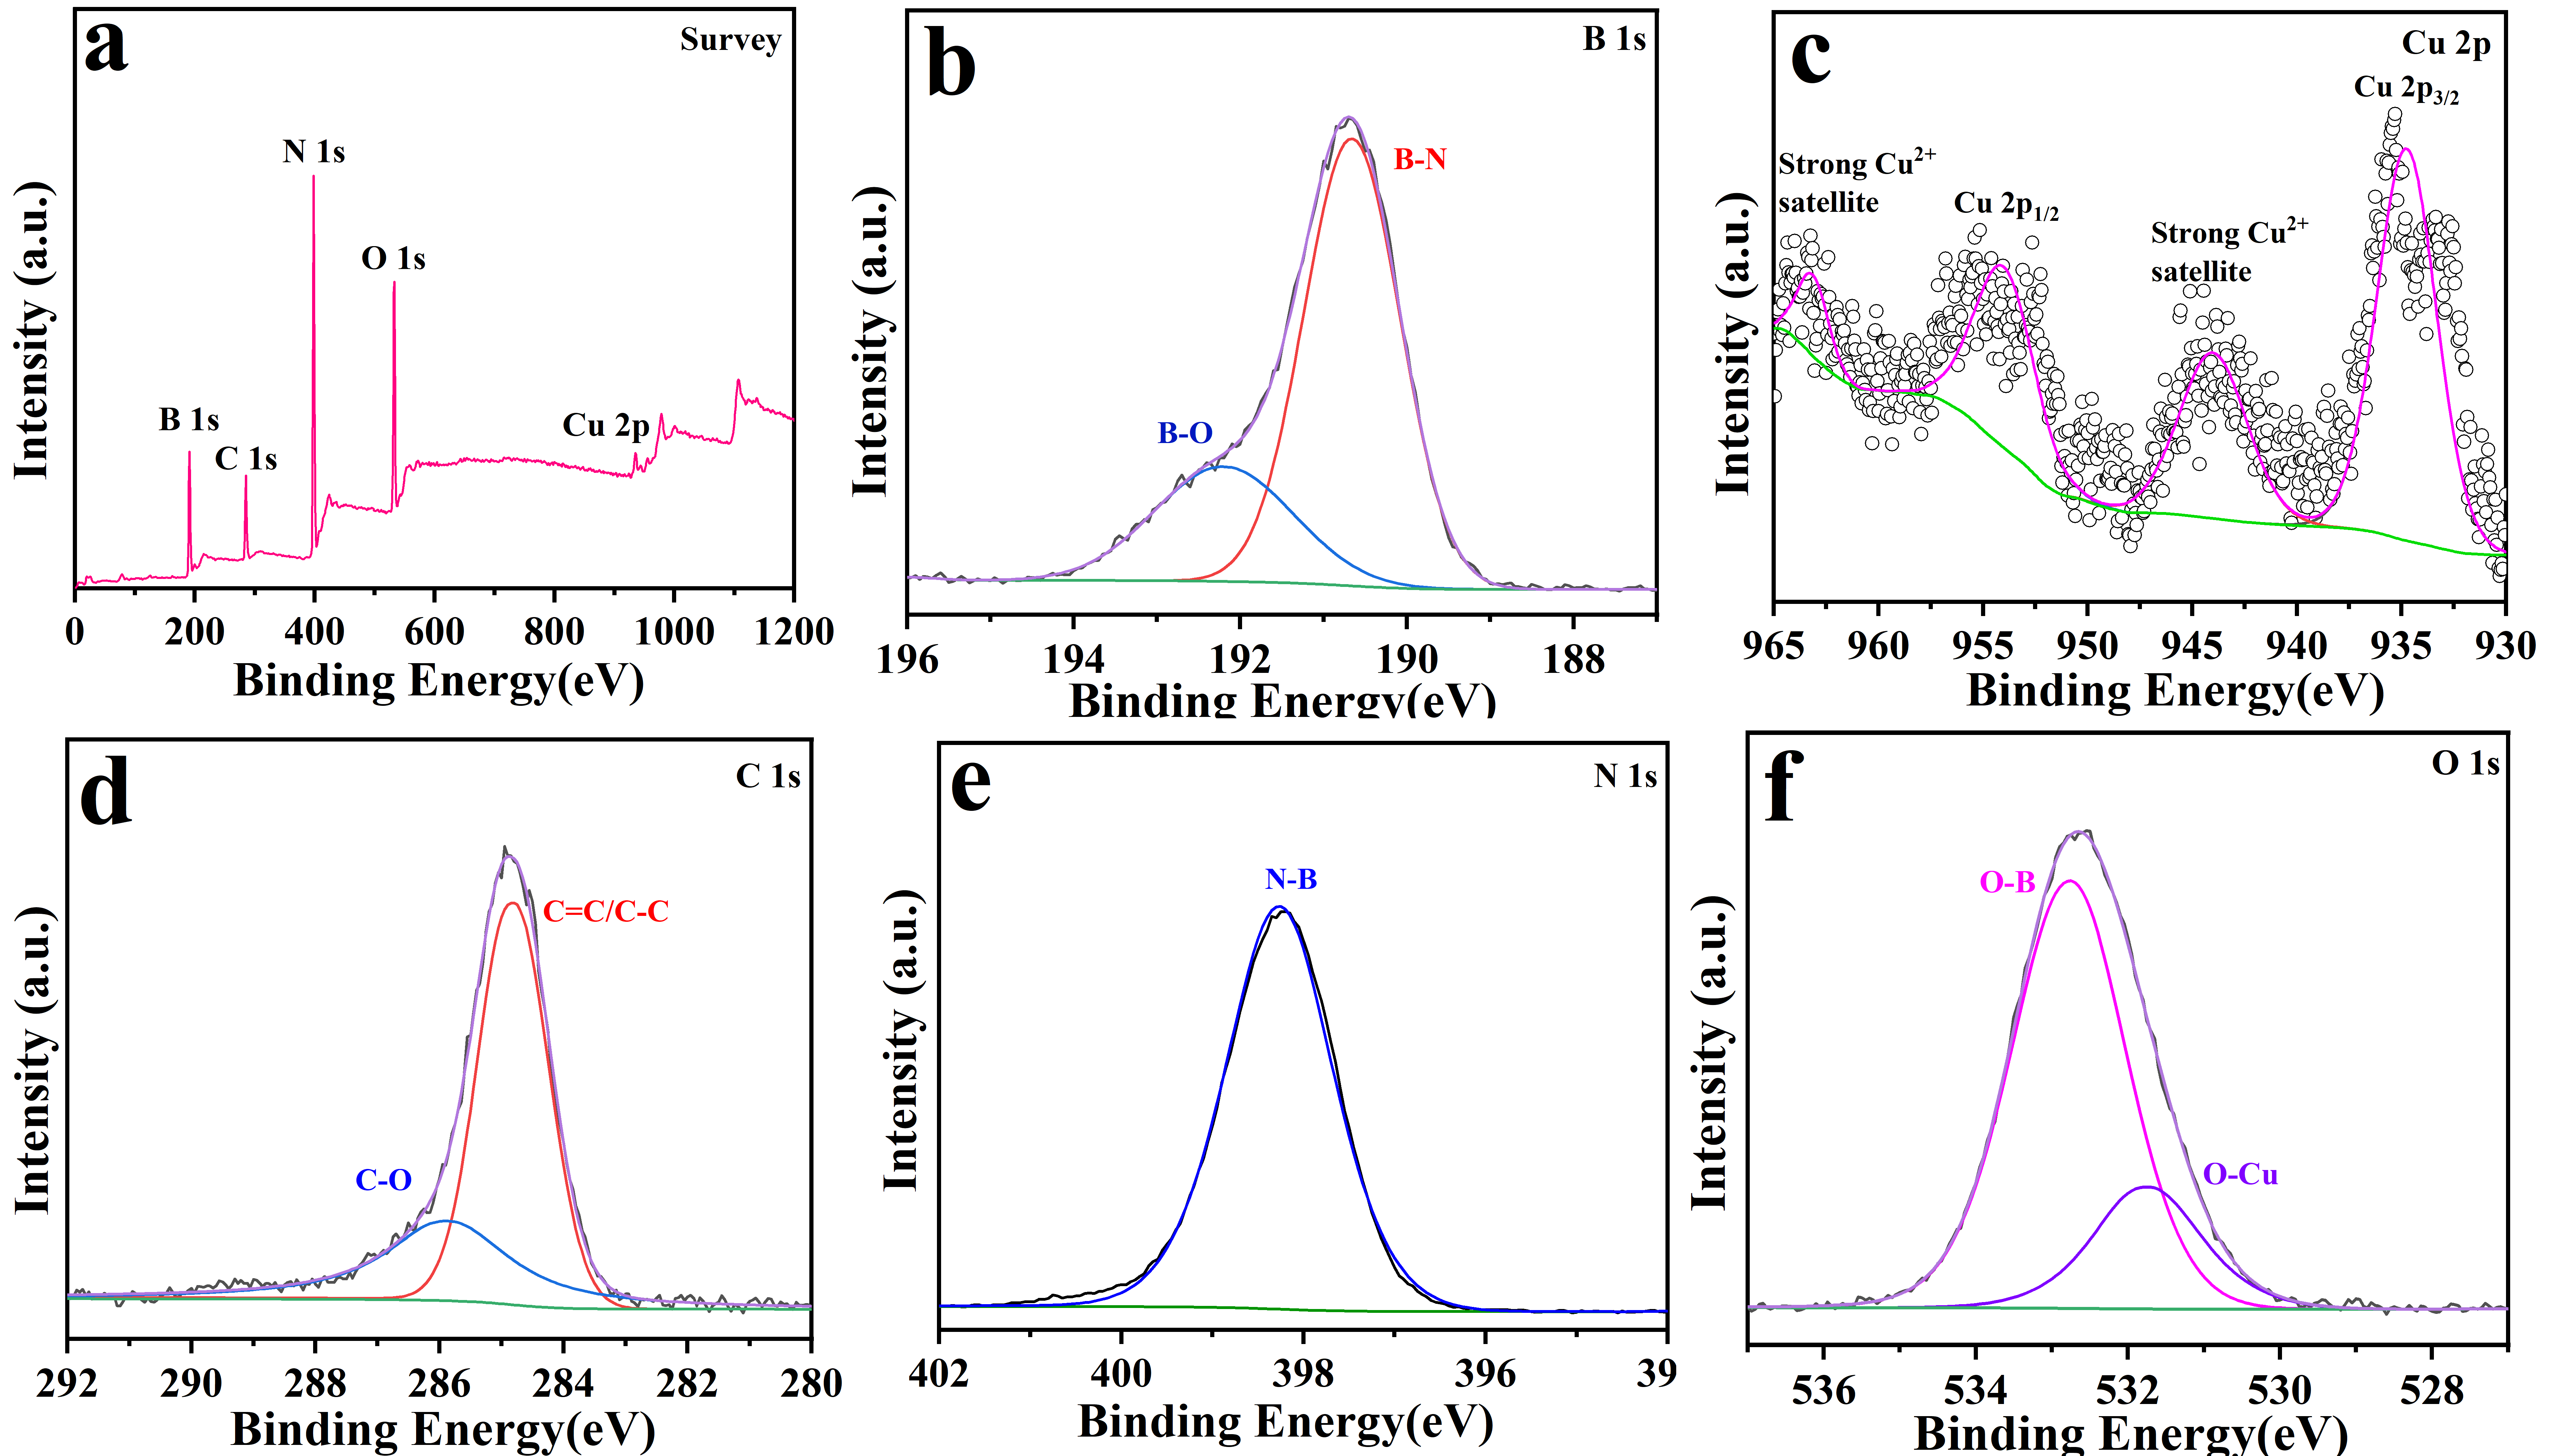 a
Survey
N 1s
O 1s
B 1s
C 1s
Cu 2p
Intensity (a.u.)
0 200 400 600 800 1000 1200
Binding Energy(eV)
b
B 1s
B-N
B-O
Intensity (a.u.)
196 194 192 190 188
Binding Energy(eV)
c
Cu 2p
Cu 2p3/2
Strong Cu2+
satellite
Cu 2p1/2
Strong Cu2+
satellite
Intensity (a.u.)
965 960 955 950 945 940 935 930
Binding Energy(eV)
d
C 1s
C=C/C-C
C-O
Intensity (a.u.)
292 290 288 286 284 282 280
Binding Energy(eV)
e
N 1s
N-B
Intensity (a.u.)
402 400 398 396 39
Binding Energy(eV)
f
O 1s
O-B
O-Cu
Intensity (a.u.)
536 534 532 530 528
Binding Energy(eV)